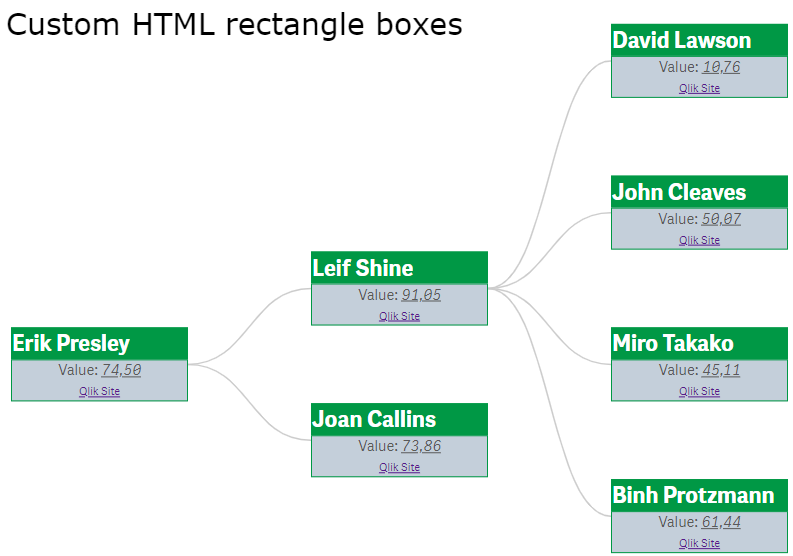 Custom HTML rectangle boxes
David Lawson
Value: 10,76
Qlik Site
John Cleaves
Value: 50,07
Qlik Site
Leif Shine
Value: 91,05
Qlik Site
Erik Presley
Value: 74,50
Qlik Site
Miro Takako
Value: 45,11
Qlik Site
Joan Callins
Value: 73,86
Qlik Site
Binh Protzmann
Value: 61,44
Qlik Site